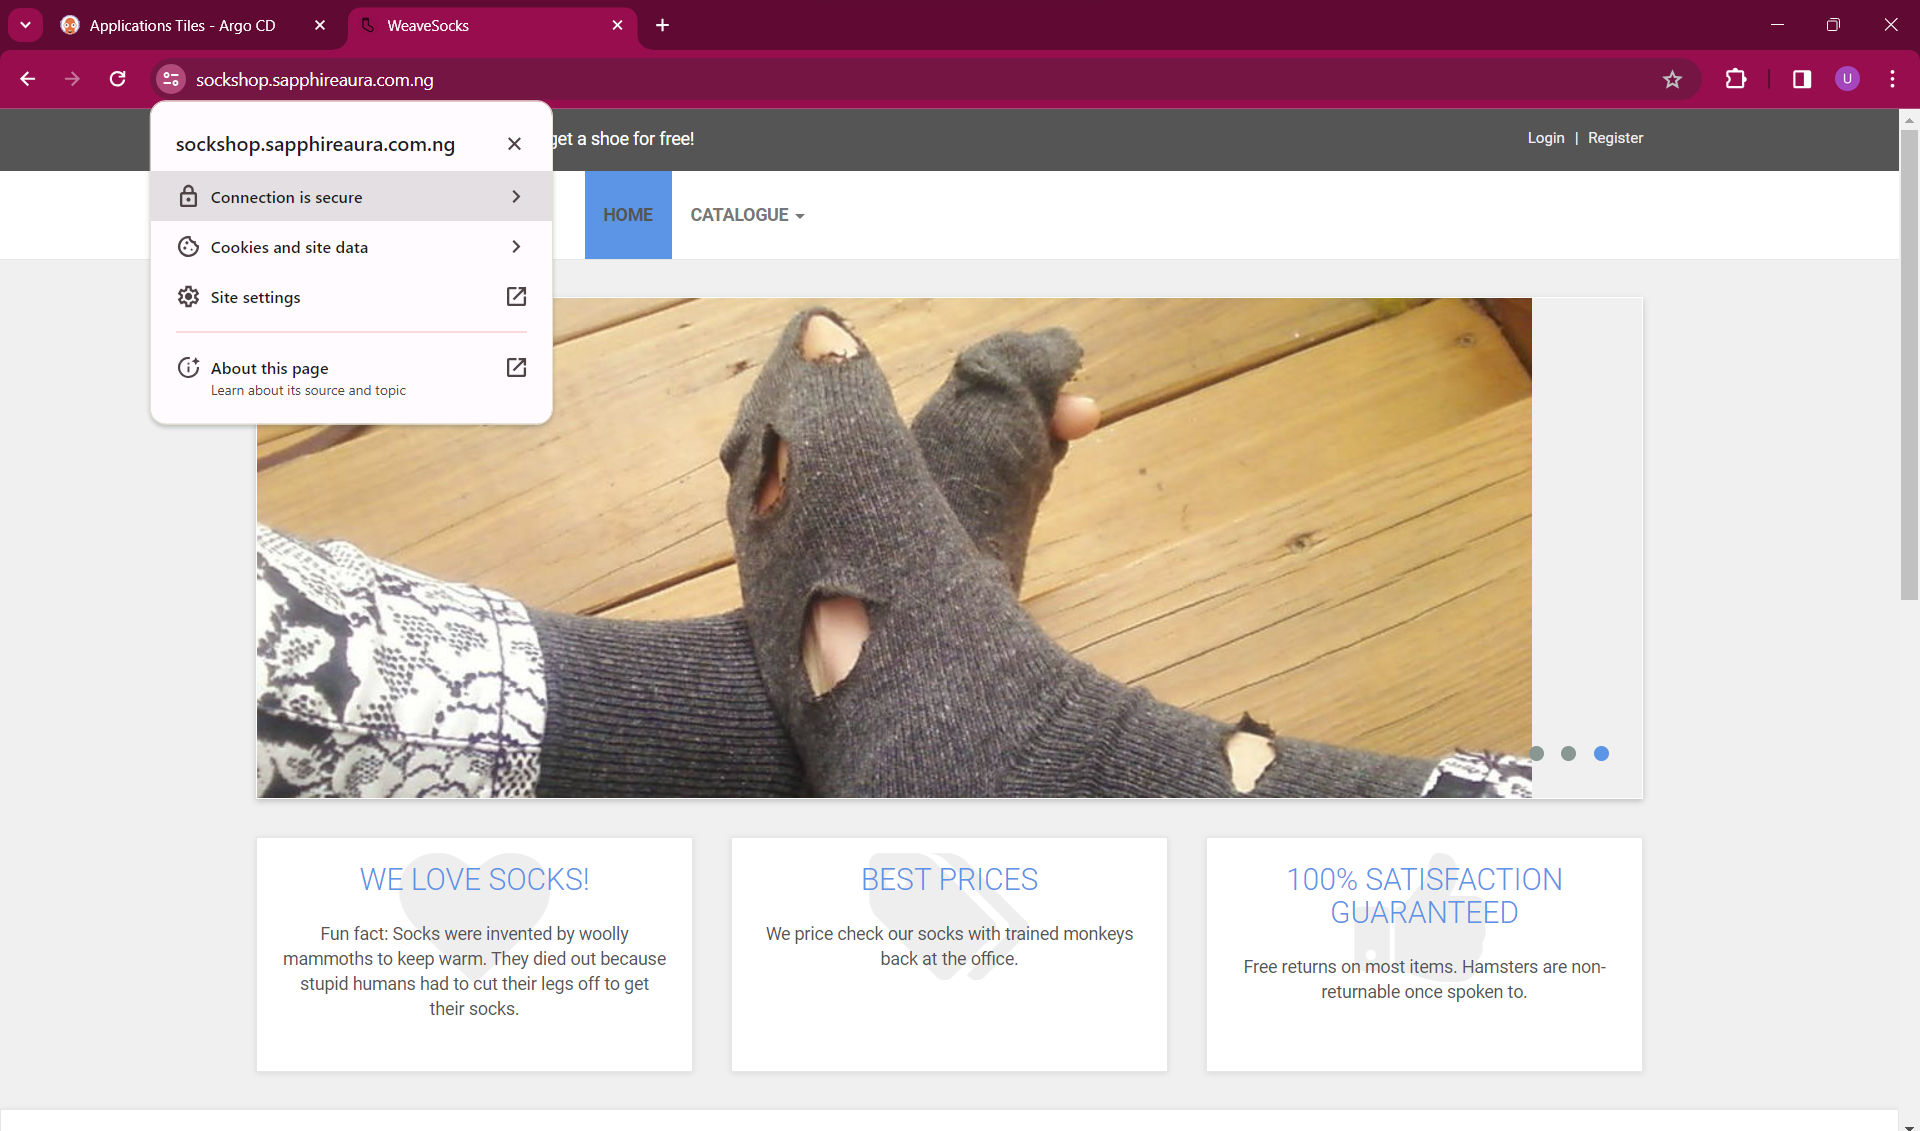 Applications Tiles - Argo CD
WeaveSocks
sockshop.sapphireaura.com.ng
U
sockshop.sapphireaura.com.ng
get a shoe for free!
Login | Register
Connection is secure
HOME
CATALOGUE
Cookies and site data
Site settings
About this page
Learn about its source and topic
WE LOVE SOCKS!
Fun fact: Socks were invented by woolly
mammoths to keep warm. They died out because
stupid humans had to cut their legs off to get
their socks.
BEST PRICES
We price check our socks with trained monkeys
back at the office.
100% SATISFACTION
GUARANTEED
Free returns on most items. Hamsters are non-
returnable once spoken to.